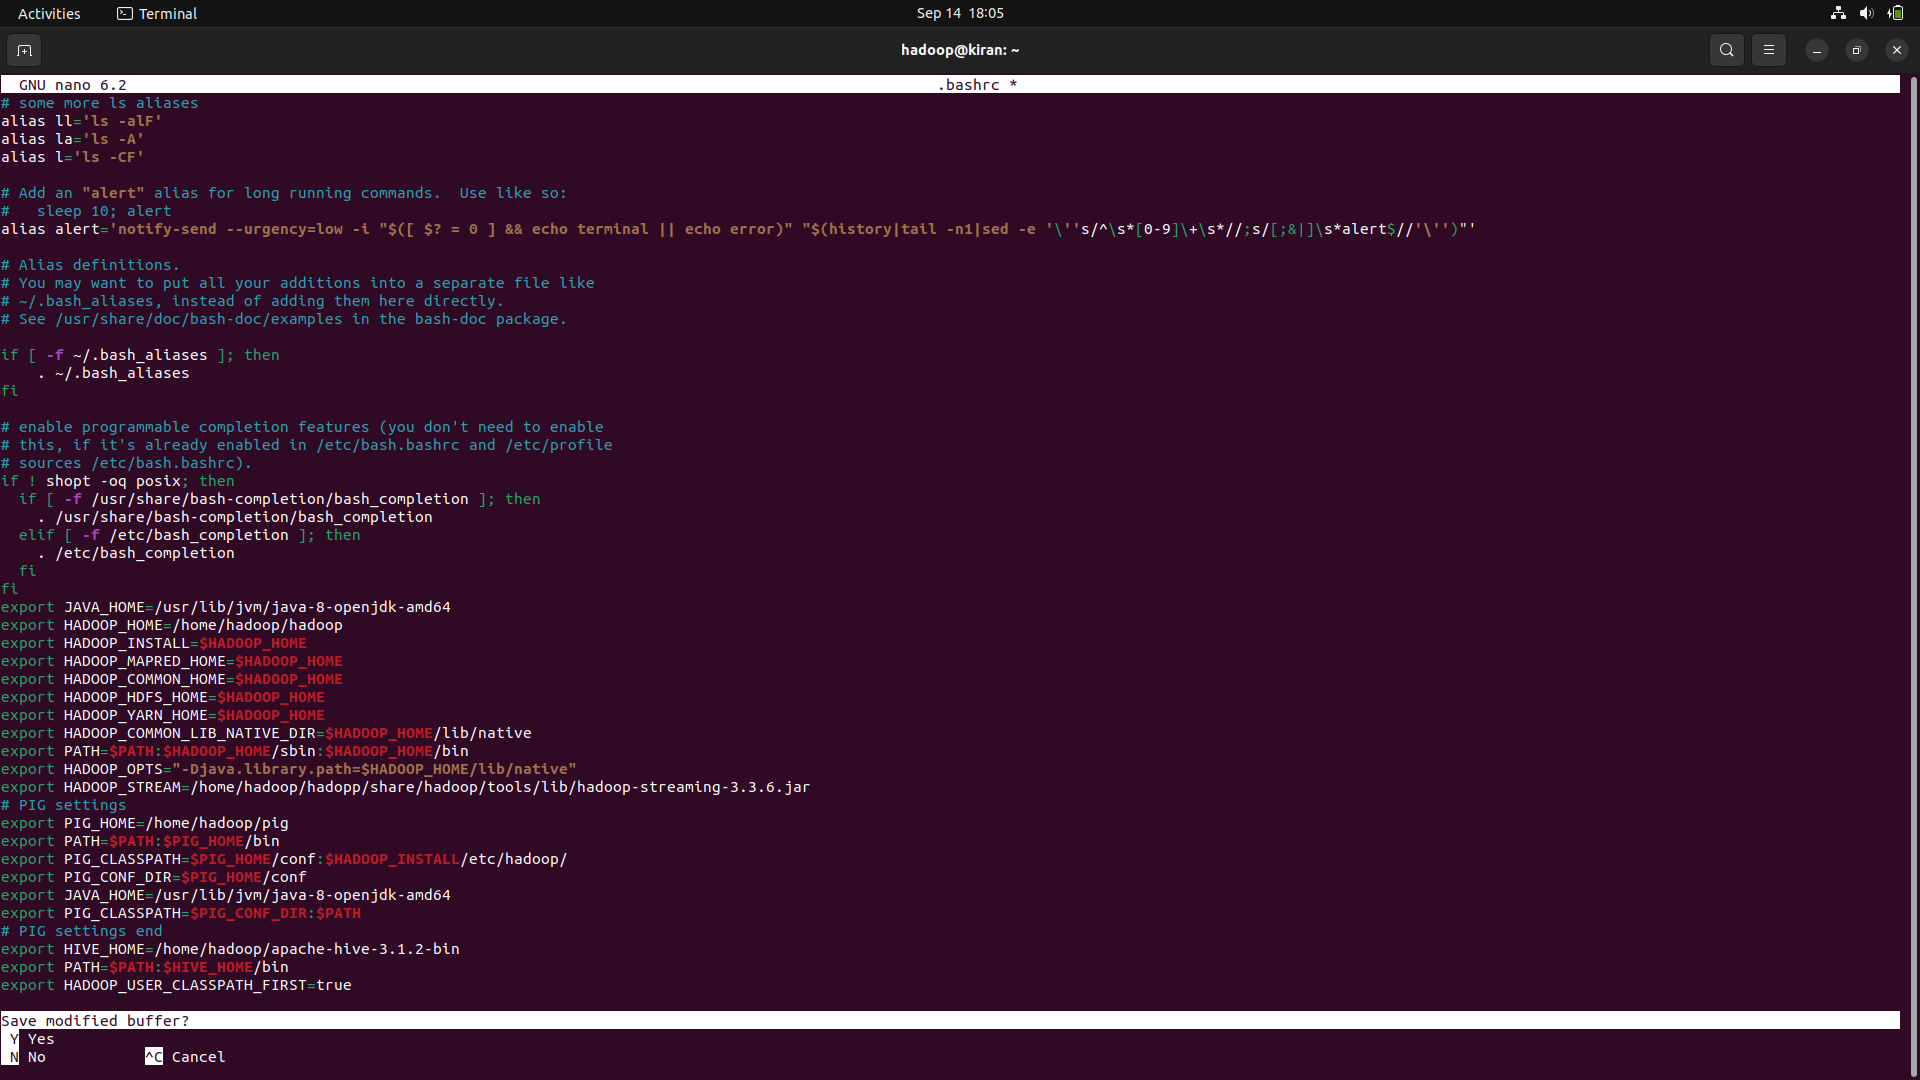 Activities Terminal Sep 14 18:05
hadoop@kiran: ~
GNU nano 6.2 .bashrc *
# some more ls aliases
alias ll='ls -alF'
alias la='ls -A'
alias l='ls -CF'
# Add an "alert" alias for long running commands.  Use like so:
#   sleep 10; alert
alias alert='notify-send --urgency=low -i "$([ $? = 0 ] && echo terminal || echo error)" "$(history|tail -n1|sed -e '\''s/^\s*[0-9]\+\s*//;s/[;&|]\s*alert$//'\'')"'
# Alias definitions.
# You may want to put all your additions into a separate file like
# ~/.bash_aliases, instead of adding them here directly.
# See /usr/share/doc/bash-doc/examples in the bash-doc package.
if [ -f ~/.bash_aliases ]; then
    . ~/.bash_aliases
fi
# enable programmable completion features (you don't need to enable
# this, if it's already enabled in /etc/bash.bashrc and /etc/profile
# sources /etc/bash.bashrc).
if ! shopt -oq posix; then
  if [ -f /usr/share/bash-completion/bash_completion ]; then
    . /usr/share/bash-completion/bash_completion
  elif [ -f /etc/bash_completion ]; then
    . /etc/bash_completion
  fi
fi
export JAVA_HOME=/usr/lib/jvm/java-8-openjdk-amd64
export HADOOP_HOME=/home/hadoop/hadoop
export HADOOP_INSTALL=$HADOOP_HOME
export HADOOP_MAPRED_HOME=$HADOOP_HOME
export HADOOP_COMMON_HOME=$HADOOP_HOME
export HADOOP_HDFS_HOME=$HADOOP_HOME
export HADOOP_YARN_HOME=$HADOOP_HOME
export HADOOP_COMMON_LIB_NATIVE_DIR=$HADOOP_HOME/lib/native
export PATH=$PATH:$HADOOP_HOME/sbin:$HADOOP_HOME/bin
export HADOOP_OPTS="-Djava.library.path=$HADOOP_HOME/lib/native"
export HADOOP_STREAM=/home/hadoop/hadopp/share/hadoop/tools/lib/hadoop-streaming-3.3.6.jar
# PIG settings
export PIG_HOME=/home/hadoop/pig
export PATH=$PATH:$PIG_HOME/bin
export PIG_CLASSPATH=$PIG_HOME/conf:$HADOOP_INSTALL/etc/hadoop/
export PIG_CONF_DIR=$PIG_HOME/conf
export JAVA_HOME=/usr/lib/jvm/java-8-openjdk-amd64
export PIG_CLASSPATH=$PIG_CONF_DIR:$PATH
# PIG settings end
export HIVE_HOME=/home/hadoop/apache-hive-3.1.2-bin
export PATH=$PATH:$HIVE_HOME/bin
export HADOOP_USER_CLASSPATH_FIRST=true
Save modified buffer?
Y Yes
N No ^C Cancel